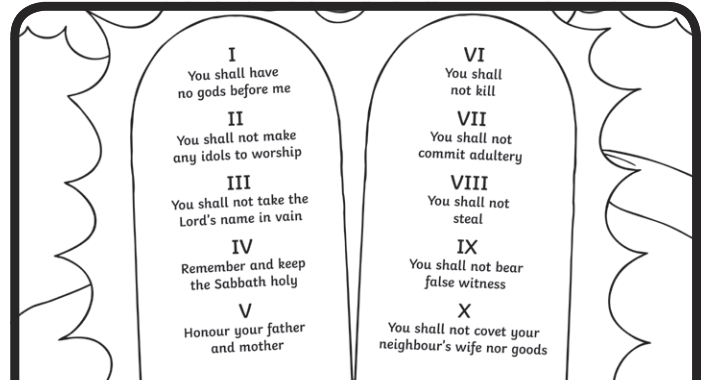 I
You shall have
no gods before me
II
You shall not make
any idols to worship
III
You shall not take the
Lord's name in vain
IV
Remember and keep
the Sabbath holy
V
Honour your father
and mother
VI
You shall
not kill
VII
You shall not
commit adultery
VIII
You shall not
steal
IX
You shall not bear
false witness
X
You shall not covet your
neighbour's wife nor goods